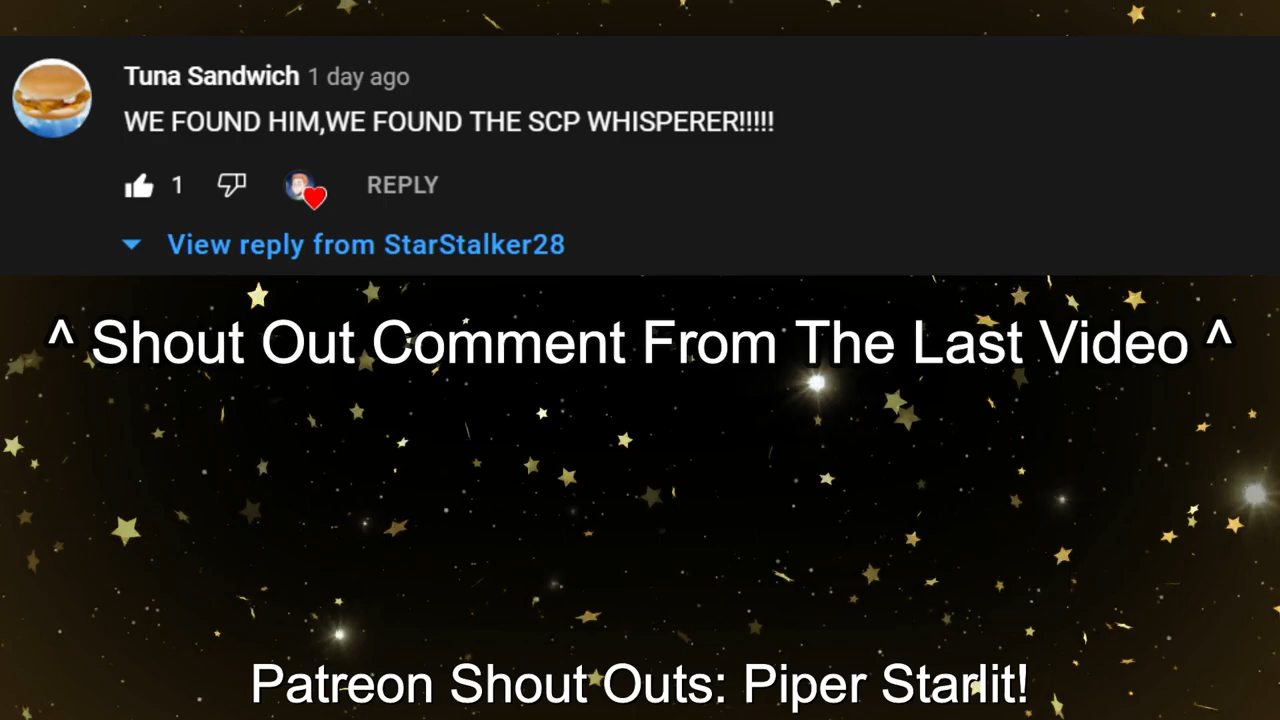 Tuna Sandwich 1 day ago
WE FOUND HIM,WE FOUND THE SCP WHISPERER!!!!!
1 REPLY
View reply from StarStalker28
^ Shout Out Comment From The Last Video ^
Patreon Shout Outs: Piper Starlit!